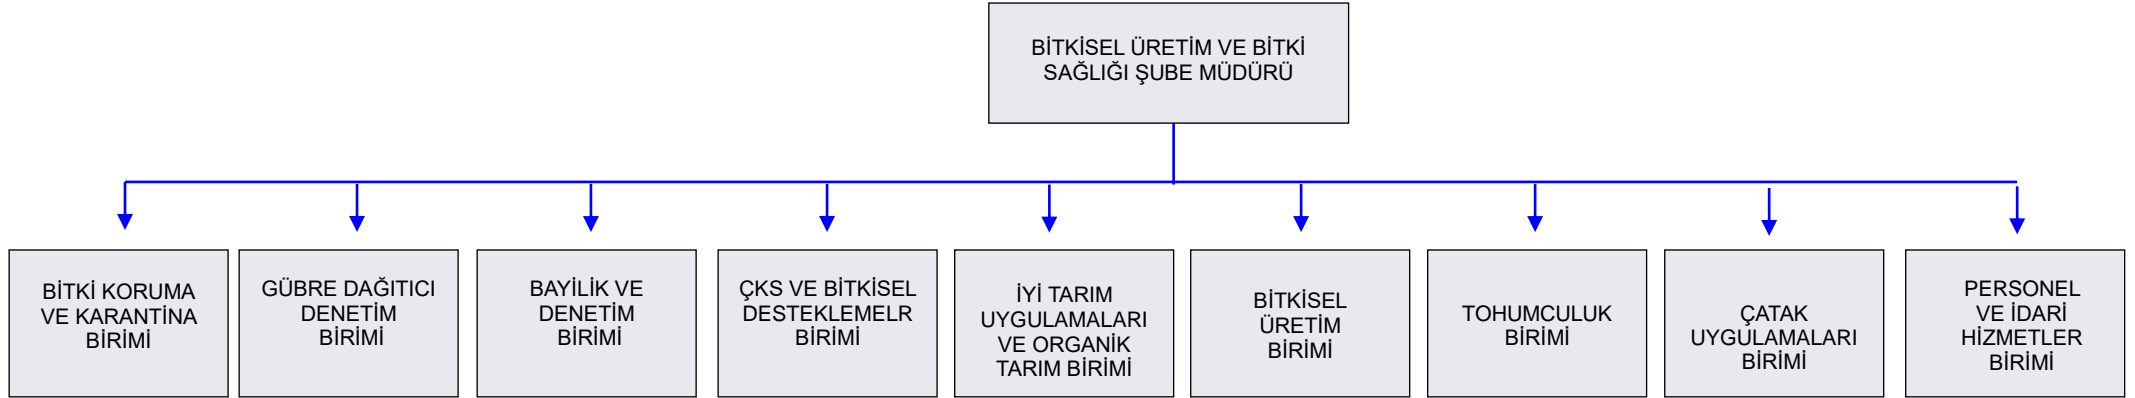 BİTKİSEL ÜRETİM VE BİTKİ
SAĞLIĞI ŞUBE MÜDÜRÜ
BİTKİ KORUMA
VE KARANTİNA
BİRİMİ
GÜBRE DAĞITICI
DENETİM
BİRİMİ
BAYİLİK VE
DENETİM
BİRİMİ
ÇKS VE BİTKİSEL
DESTEKLEMELR
BİRİMİ
İYİ TARIM
UYGULAMALARI
VE ORGANİK
TARIM BİRİMİ
BİTKİSEL
ÜRETİM
BİRİMİ
TOHUMCULUK
BİRİMİ
ÇATAK
UYGULAMALARI
BİRİMİ
PERSONEL
VE İDARİ
HİZMETLER
BİRİMİ